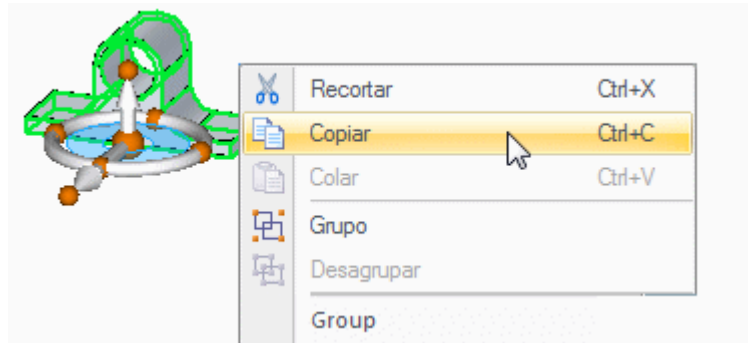 Recortar Ctrl+X
Copiar Ctrl+C
Colar Ctrl+V
Grupo
Desagrupar
Group